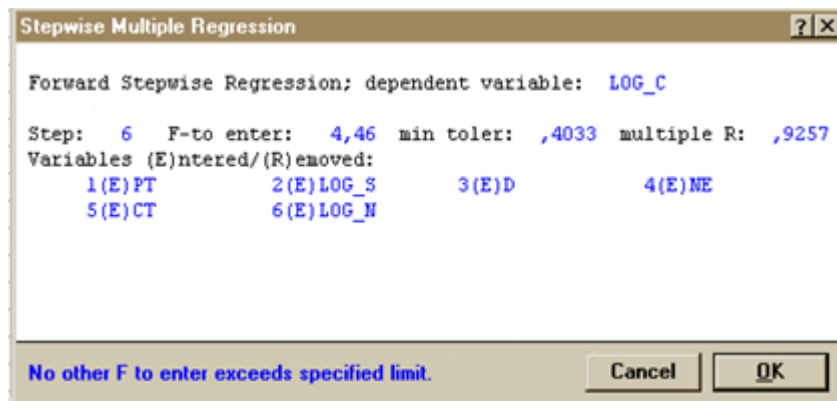 Stepwise Multiple Regression ? X
Forward Stepwise Regression; dependent variable: LOG_C
Step: 6 F-to enter: 4,46 min toler: ,4033 multiple R: ,9257
Variables (E)ntered/(R)emoved:
1(E)PT 2(E)LOG_S 3(E)D 4(E)NE
5(E)CT 6(E)LOG_N
No other F to enter exceeds specified limit. Cancel OK